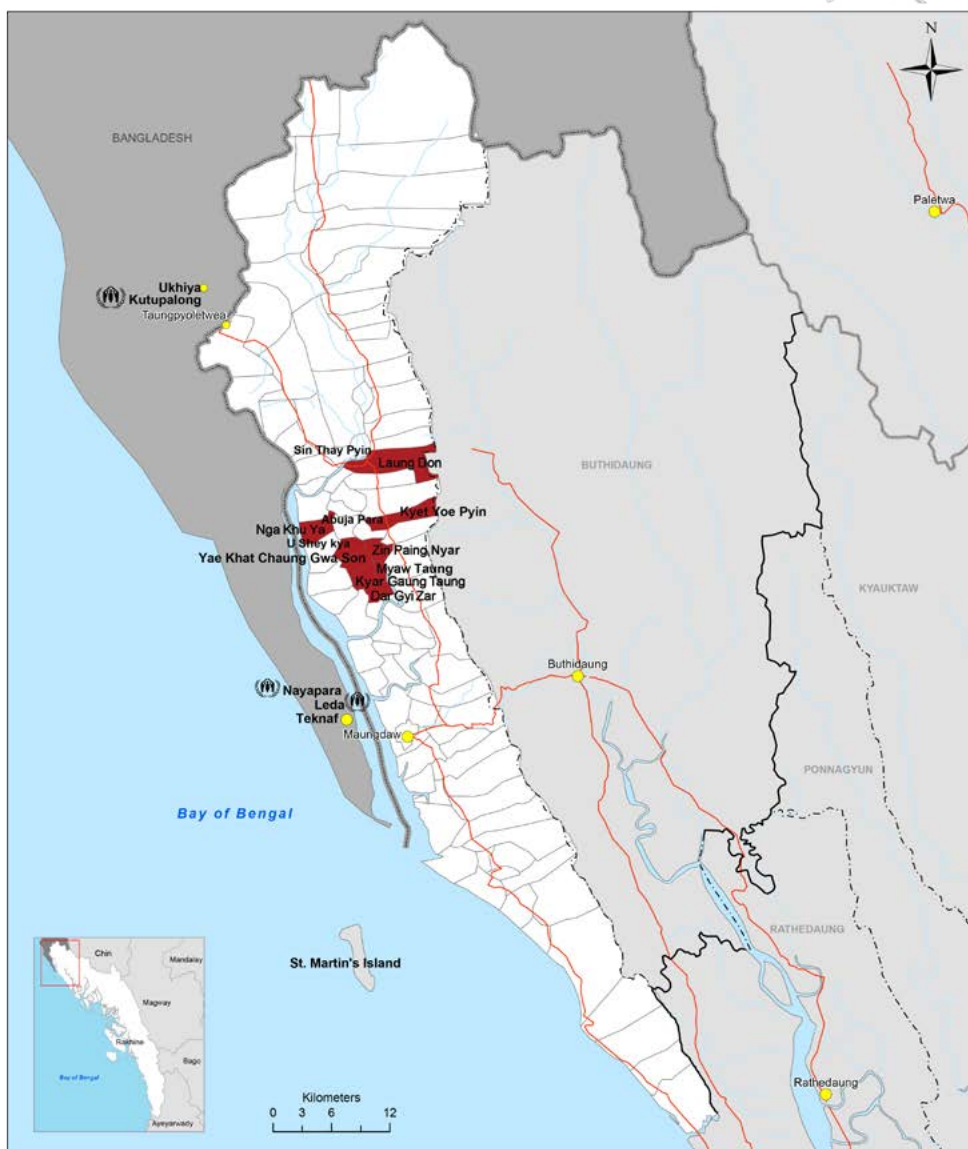 N
BANGLADESH
Paletwa
Ukhiya
Kutupalong
Taungpyoletwea
Sin Thay Pyin
Laung Don
BUTHIDAUNG
Kyet Yoe Pyin
Abuja Para
Nga Khu Ya
U Shey kya
Zin Paing Nyar
Yae Khat Chaung Gwa Son
Myaw Taung
Kyar Gaung Taung
Dar Gyi Zar
KYAUKTAW
Buthidaung
Nayapara
Leda
Teknaf
Maungdaw
PONNAGYUN
Bay of Bengal
RATHEDAUNG
St. Martin's Island
Chin
Mandalay
Magway
Rakhine
Bago
Bay of Bengal
Ayeyarwady
Kilometers
0 3 6 12
Rathedaung